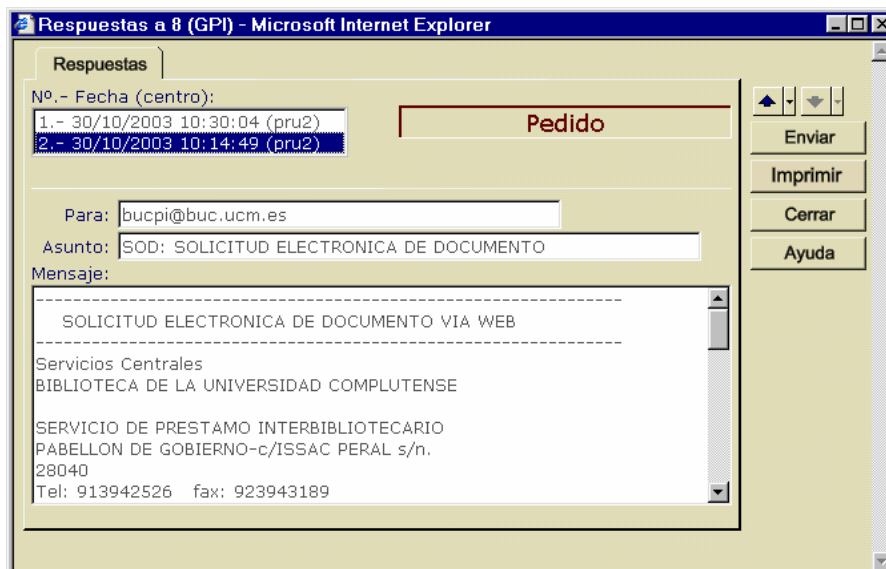 Respuestas a 8 (GPI) - Microsoft Internet Explorer
Respuestas
Nº.- Fecha (centro):
1.- 30/10/2003 10:30:04 (pru2)
2.- 30/10/2003 10:14:49 (pru2)
Pedido
Enviar
Imprimir
Cerrar
Ayuda
Para: bucpi@buc.ucm.es
Asunto: SOD: SOLICITUD ELECTRONICA DE DOCUMENTO
Mensaje:
----------------------------------------------------------------
SOLICITUD ELECTRONICA DE DOCUMENTO VIA WEB
----------------------------------------------------------------
Servicios Centrales
BIBLIOTECA DE LA UNIVERSIDAD COMPLUTENSE
SERVICIO DE PRESTAMO INTERBIBLIOTECARIO
PABELLON DE GOBIERNO-c/ISSAC PERAL s/n.
28040
Tel: 913942526 fax: 923943189